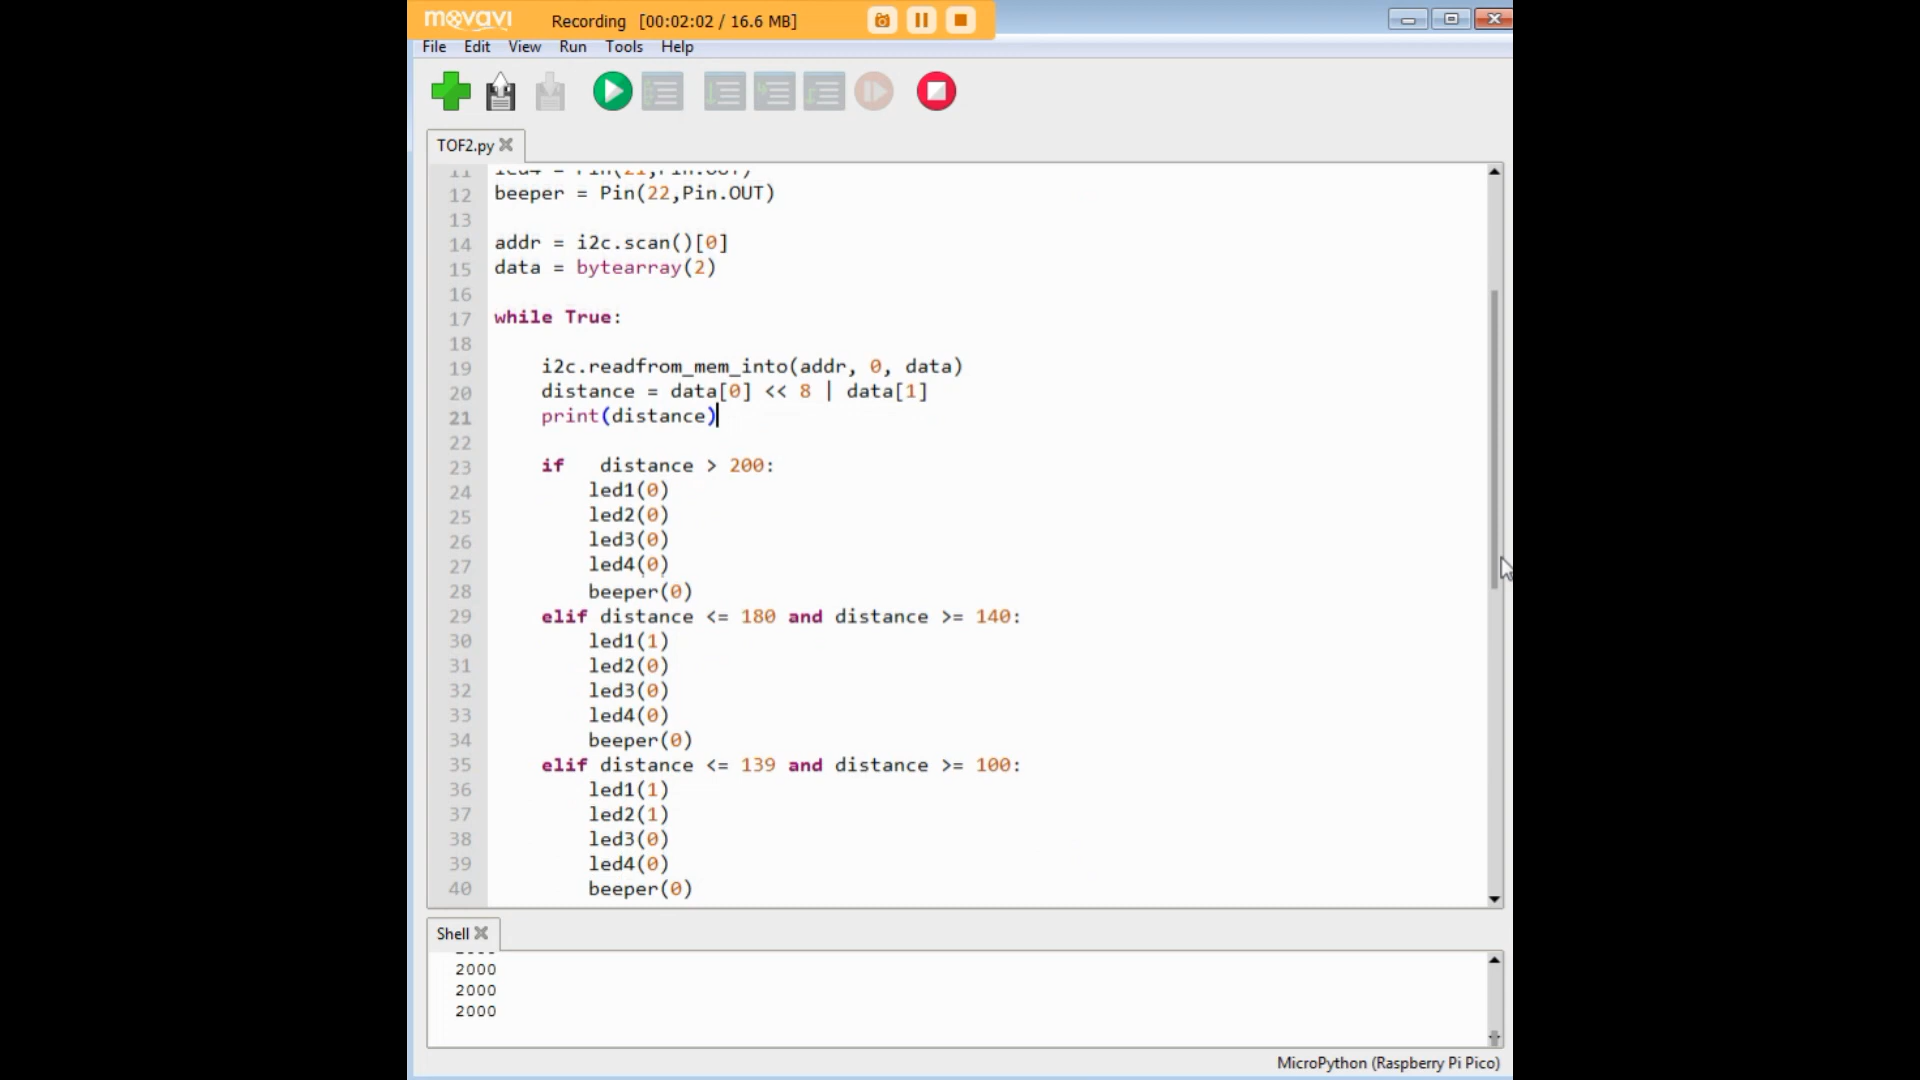 movavi
Recording [00:02:02 / 16.6 MB]
File Edit View Run Tools Help
TOF2.py
11 led4 = Pin(21,Pin.OUT)
12 beeper = Pin(22,Pin.OUT)
13
14 addr = i2c.scan()[0]
15 data = bytearray(2)
16
17 while True:
18
19 i2c.readfrom_mem_into(addr, 0, data)
20 distance = data[0] << 8 | data[1]
21 print(distance)
22
23 if   distance > 200:
24 led1(0)
25 led2(0)
26 led3(0)
27 led4(0)
28 beeper(0)
29 elif distance <= 180 and distance >= 140:
30 led1(1)
31 led2(0)
32 led3(0)
33 led4(0)
34 beeper(0)
35 elif distance <= 139 and distance >= 100:
36 led1(1)
37 led2(1)
38 led3(0)
39 led4(0)
40 beeper(0)
Shell
2000
2000
2000
MicroPython (Raspberry Pi Pico)